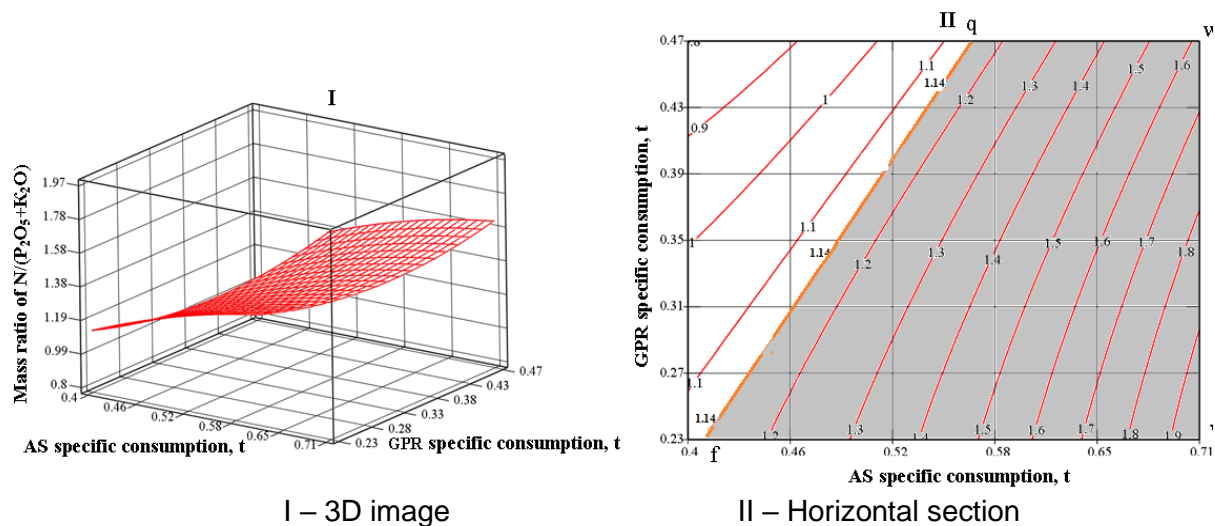 I
Mass ratio of N/(P₂O₅+K₂O)
1.97
1.78
1.58
1.38
1.19
0.99
0.8
0.4
0.46
0.52
0.58
0.65
0.71
AS specific consumption, t
0.23
0.28
0.33
0.38
0.43
0.47
GPR specific consumption, t
II q w
GPR specific consumption, t
0.47
0.43
0.39
0.35
0.31
0.27
0.23
1.1 1.5 1.6
1.14 1.2 1.3 1.4
0.9 1
1.1
1 1.14 1.2 1.3 1.4 1.5 1.6 1.7 1.8
1.1
1.14
1.2 1.3 1.4 1.5 1.6 1.7 1.8 1.9
f
0.4 0.46 0.52 0.58 0.65 0.71
AS specific consumption, t
I – 3D image
II – Horizontal section